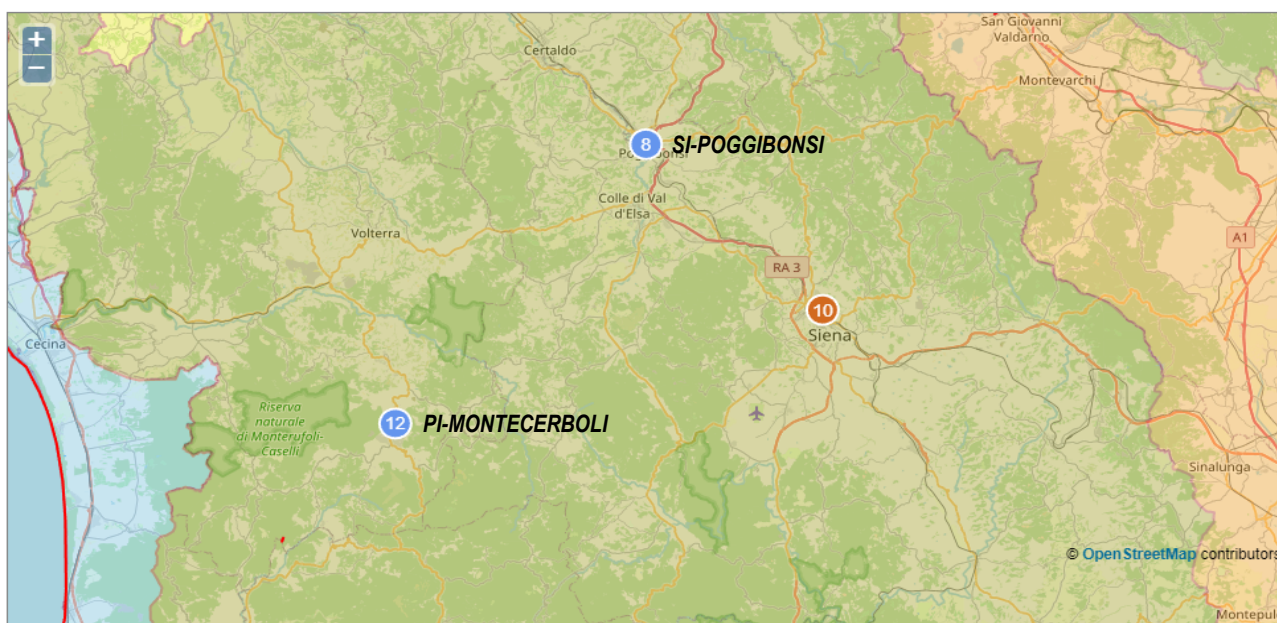 +
−
San Giovanni
Valdarno
Certaldo
Montevarchi
8
SI-POGGIBONSI
Poggibonsi
Colle di Val
d'Elsa
Volterra
A1
RA 3
10
Siena
Cecina
Riserva
naturale
di Monterufoli-
Caselli
12
PI-MONTECERBOLI
Sinalunga
© OpenStreetMap contributors
Montepul